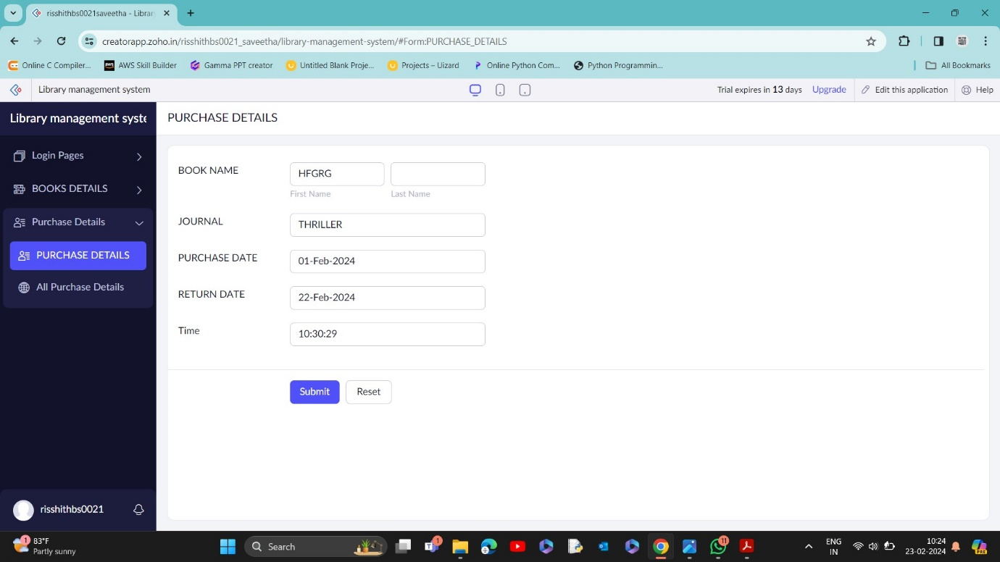 risshithbs0021saveetha - Librar
creatorapp.zoho.in/risshithbs0021_saveetha/library-management-system/#Form:PURCHASE_DETAILS
Online C Compiler... AWS Skill Builder Gamma PPT creator Untitled Blank Proje... Projects – Uizard Online Python Com... Python Programmin... All Bookmarks
Library management system Trial expires in 13 days Upgrade Edit this application Help
Library management syste PURCHASE DETAILS
Login Pages
BOOKS DETAILS
Purchase Details
PURCHASE DETAILS
All Purchase Details
BOOK NAME HFGRG
First Name Last Name
JOURNAL THRILLER
PURCHASE DATE 01-Feb-2024
RETURN DATE 22-Feb-2024
Time 10:30:29
Submit Reset
risshithbs0021
1 83°F
Partly sunny
Search
1
11
ENG
IN
10:24
23-02-2024
PRE